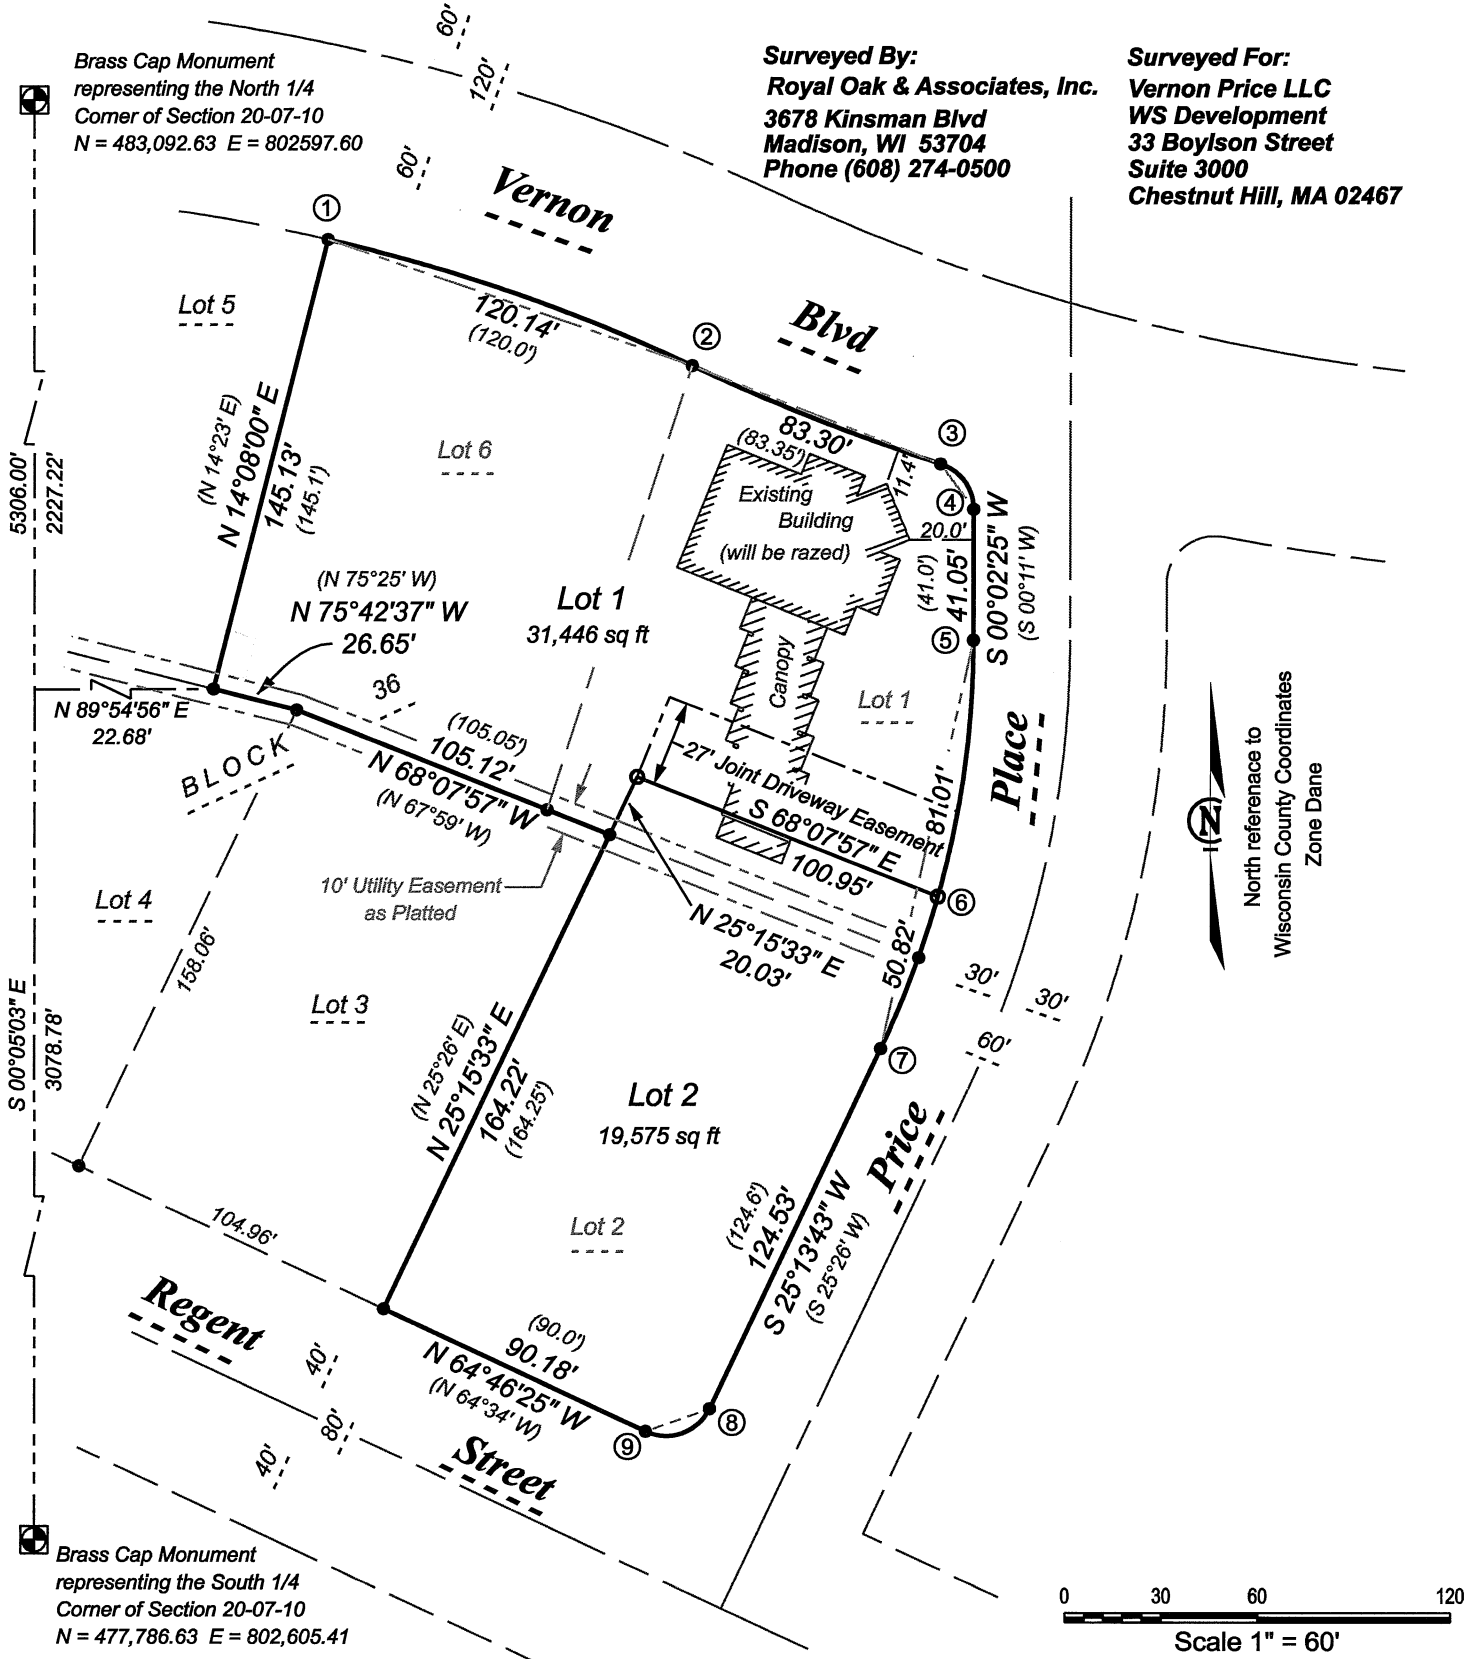 60'
120'
60'
Brass Cap Monument
representing the North 1/4
Corner of Section 20-07-10
N = 483,092.63 E = 802597.60
Surveyed By:
Royal Oak & Associates, Inc.
3678 Kinsman Blvd
Madison, WI 53704
Phone (608) 274-0500
Surveyed For:
Vernon Price LLC
WS Development
33 Boylson Street
Suite 3000
Chestnut Hill, MA 02467
Vernon
Blvd
1
2
3
4
5
6
7
8
9
Lot 5
120.14'
(120.0')
83.30'
(83.35')
11.4'
(N 14°23' E)
N 14°08'00" E
145.13'
(145.1')
Lot 6
Existing
Building
(will be razed)
20.0'
(41.0')
41.05'
S 00°02'25" W
(S 00°11' W)
5306.00'
2227.22'
(N 75°25' W)
N 75°42'37" W
26.65'
Lot 1
31,446 sq ft
Canopy
Lot 1
36
BLOCK
N 89°54'56" E
22.68'
(105.05')
105.12'
N 68°07'57" W
(N 67°59' W)
27' Joint Driveway Easement
S 68°07'57" E
100.95'
81.01'
Place
North referenace to
Wisconsin County Coordinates
Zone Dane
N
10' Utility Easement
as Platted
N 25°15'33" E
20.03'
50.82'
Lot 4
158.06'
Lot 3
30'
30'
60'
S 00°05'03" E
3078.78'
(N 25°26' E)
N 25°15'33" E
164.22'
(164.25')
Lot 2
19,575 sq ft
Price
Lot 2
(124.6')
124.53'
S 25°13'43" W
(S 25°26' W)
104.96'
Regent
Street
(90.0')
90.18'
N 64°46'25" W
(N 64°34' W)
40'
80'
40'
Brass Cap Monument
representing the South 1/4
Corner of Section 20-07-10
N = 477,786.63 E = 802,605.41
0 30 60 120
Scale 1" = 60'